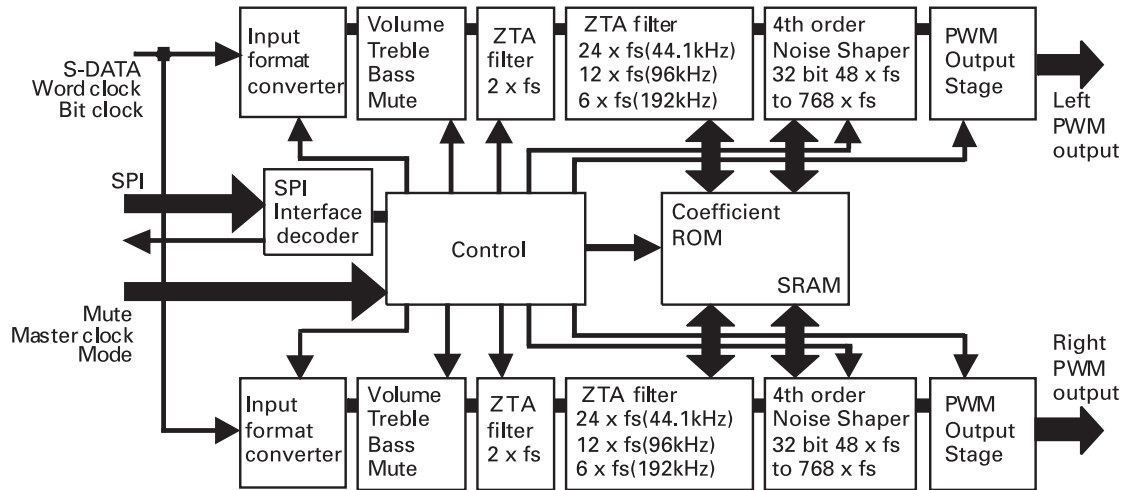 S-DATA
Word clock
Bit clock
Input
format
converter
Volume
Treble
Bass
Mute
ZTA
filter
2 x fs
ZTA filter
24 x fs(44.1kHz)
12 x fs(96kHz)
6 x fs(192kHz)
4th order
Noise Shaper
32 bit 48 x fs
to 768 x fs
PWM
Output
Stage
Left
PWM
output
SPI
SPI
Interface
decoder
Control
Coefficient
ROM
SRAM
Mute
Master clock
Mode
Input
format
converter
Volume
Treble
Bass
Mute
ZTA
filter
2 x fs
ZTA filter
24 x fs(44.1kHz)
12 x fs(96kHz)
6 x fs(192kHz)
4th order
Noise Shaper
32 bit 48 x fs
to 768 x fs
PWM
Output
Stage
Right
PWM
output